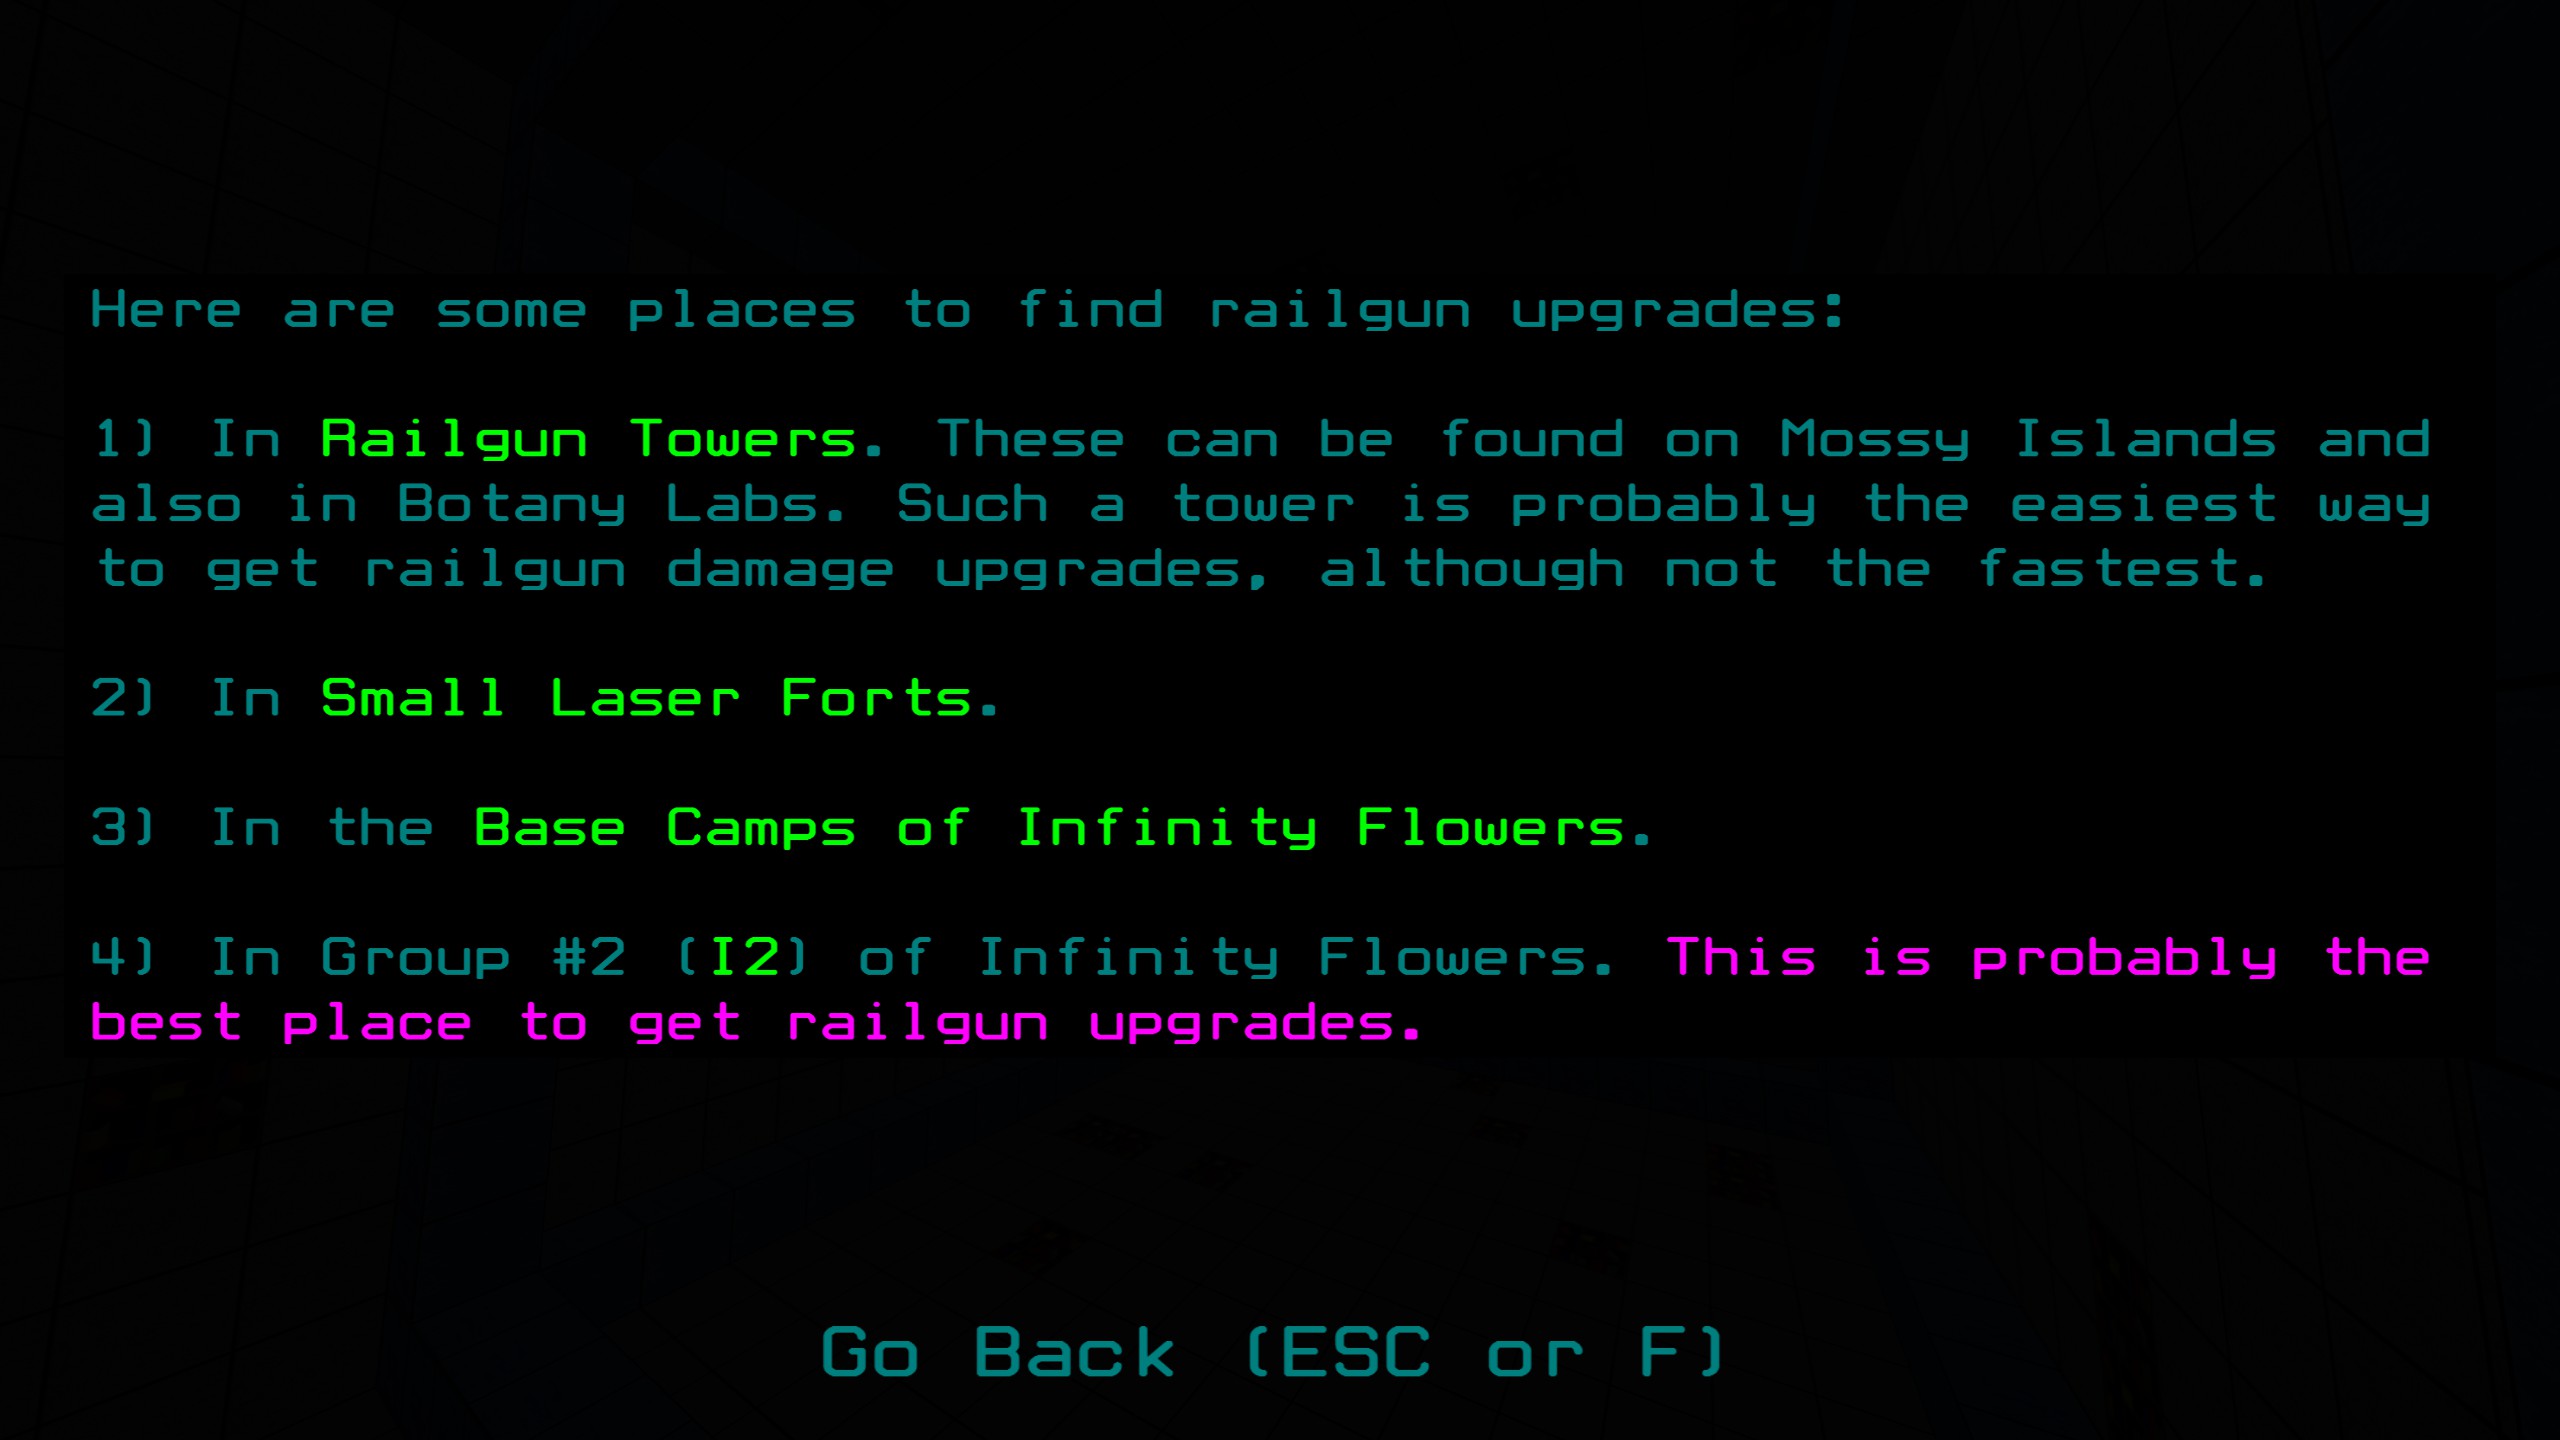 Here are some places to find railgun upgrades:
1) In Railgun Towers. These can be found on Mossy Islands and
also in Botany Labs. Such a tower is probably the easiest way
to get railgun damage upgrades, although not the fastest.
2) In Small Laser Forts.
3) In the Base Camps of Infinity Flowers.
4) In Group #2 (I2) of Infinity Flowers. This is probably the
best place to get railgun upgrades.
Go Back (ESC or F)